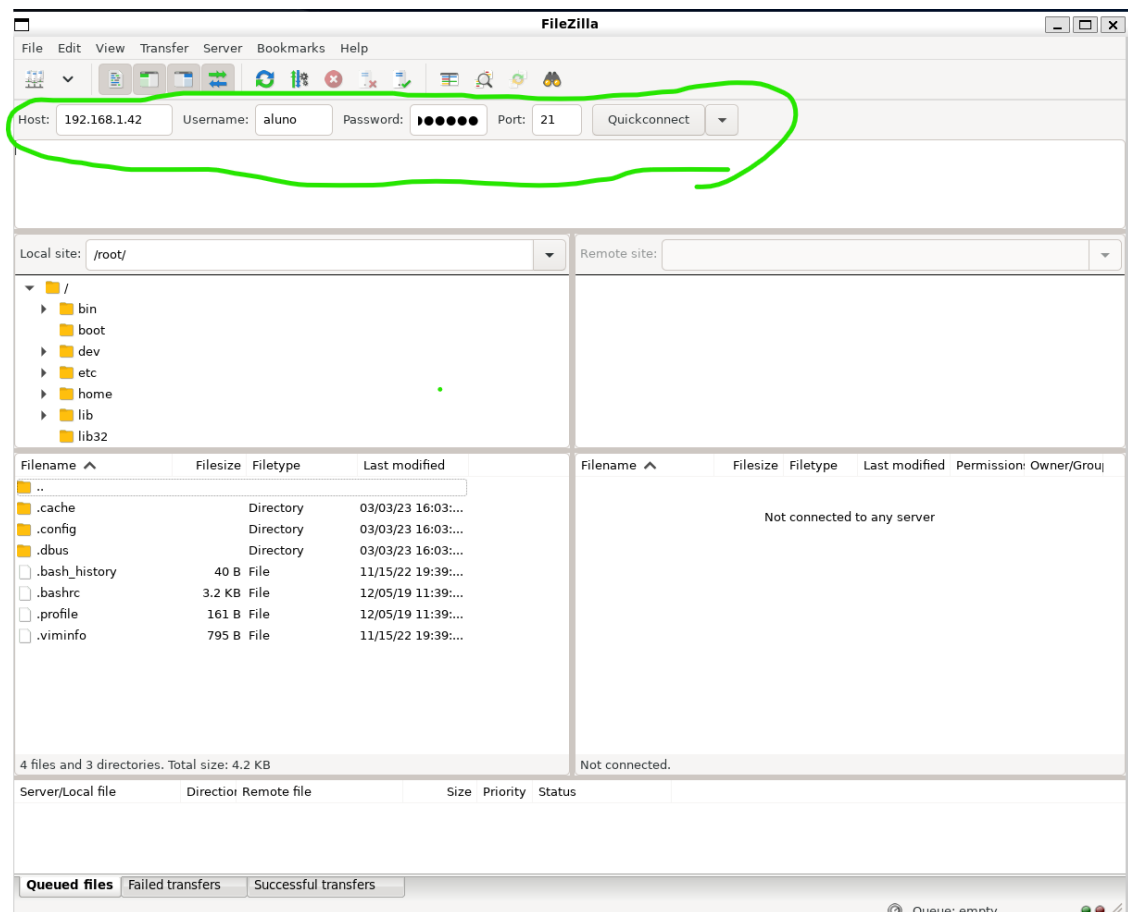 FileZilla
File Edit View Transfer Server Bookmarks Help
Host: 192.168.1.42 Username: aluno Password: ●●●●●● Port: 21 Quickconnect
Local site: /root/
Remote site:
/
bin
boot
dev
etc
home
lib
lib32
Filename Filesize Filetype Last modified
..
.cache Directory 03/03/23 16:03:...
.config Directory 03/03/23 16:03:...
.dbus Directory 03/03/23 16:03:...
.bash_history 40 B File 11/15/22 19:39:...
.bashrc 3.2 KB File 12/05/19 11:39:...
.profile 161 B File 12/05/19 11:39:...
.viminfo 795 B File 11/15/22 19:39:...
4 files and 3 directories. Total size: 4.2 KB
Filename Filesize Filetype Last modified Permission: Owner/Grou
Not connected to any server
Not connected.
Server/Local file Direction Remote file Size Priority Status
Queued files Failed transfers Successful transfers
Queue: empty